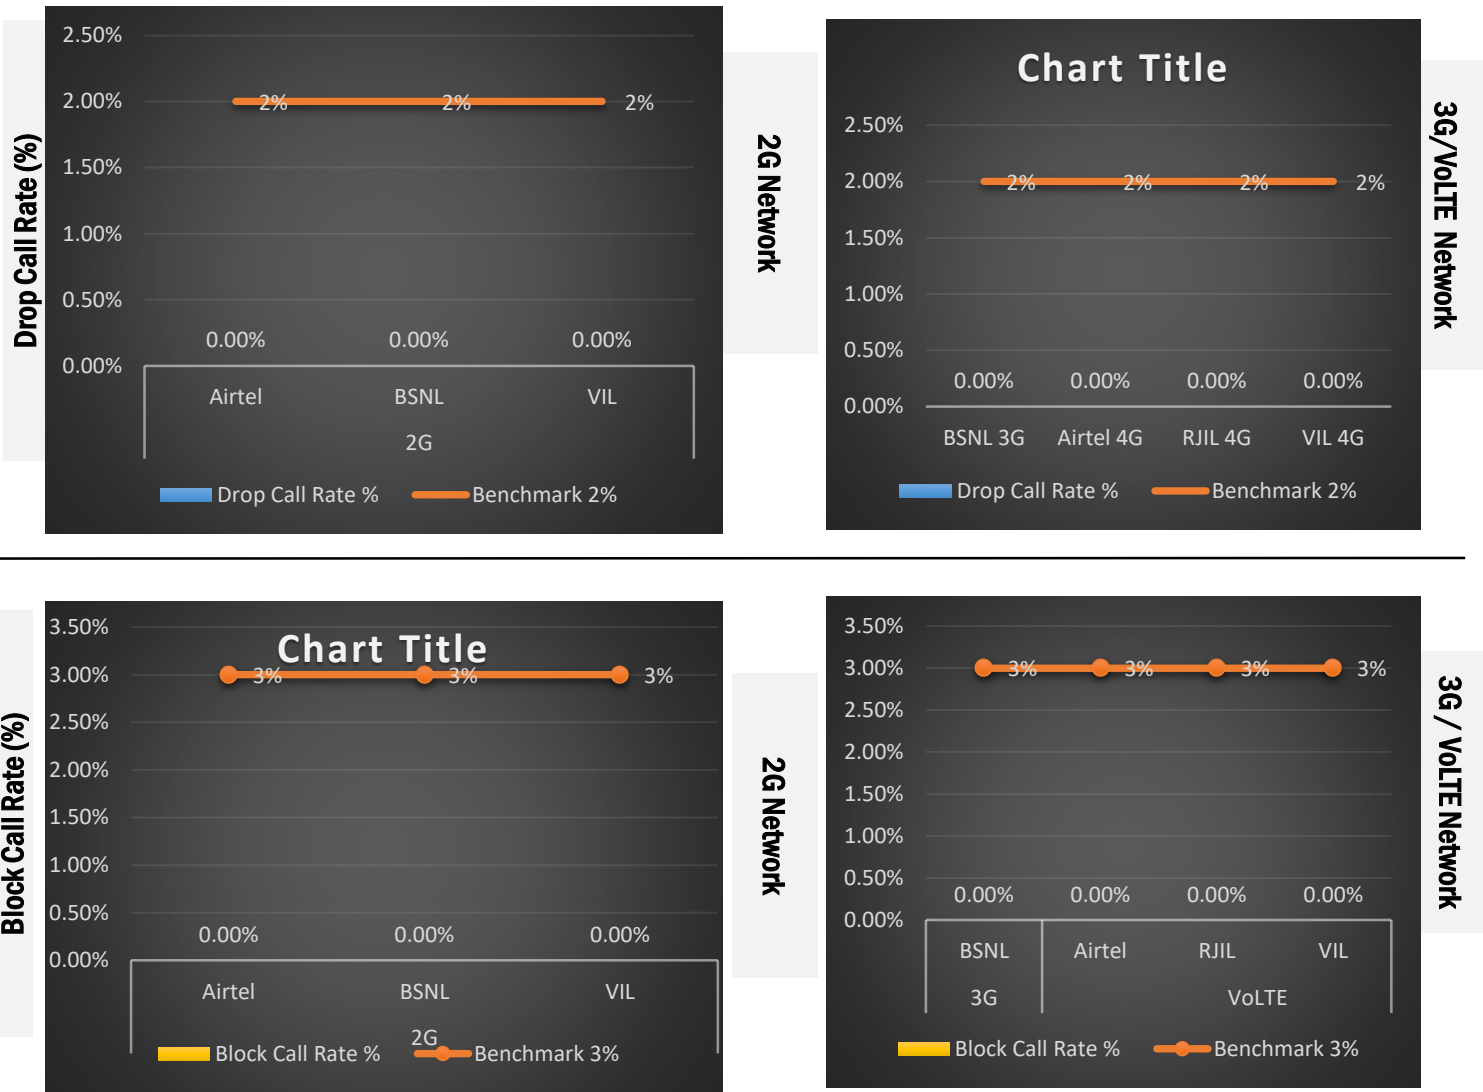 Drop Call Rate (%)
2.50%
2.00%
1.50%
1.00%
0.50%
0.00%
2% 2% 2%
0.00% 0.00% 0.00%
Airtel BSNL VIL
2G
Drop Call Rate % Benchmark 2%
2G Network
Chart Title
2.50%
2.00%
1.50%
1.00%
0.50%
0.00%
2% 2% 2% 2%
0.00% 0.00% 0.00% 0.00%
BSNL 3G Airtel 4G RJIL 4G VIL 4G
Drop Call Rate % Benchmark 2%
3G/VoLTE Network
Block Call Rate (%)
Chart Title
3.50%
3.00%
2.50%
2.00%
1.50%
1.00%
0.50%
0.00%
3% 3% 3%
0.00% 0.00% 0.00%
Airtel BSNL VIL
2G
Block Call Rate % Benchmark 3%
2G Network
3.50%
3.00%
2.50%
2.00%
1.50%
1.00%
0.50%
0.00%
3% 3% 3% 3%
0.00% 0.00% 0.00% 0.00%
BSNL Airtel RJIL VIL
3G VoLTE
Block Call Rate % Benchmark 3%
3G / VoLTE Network